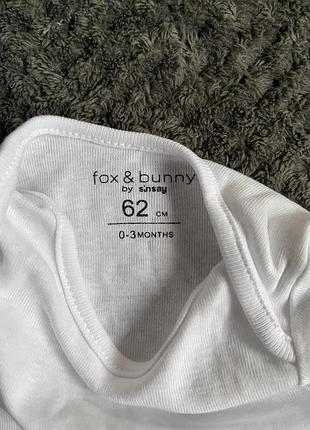 fox & bunny
by sinsay
62 CM
0-3 MONTHS